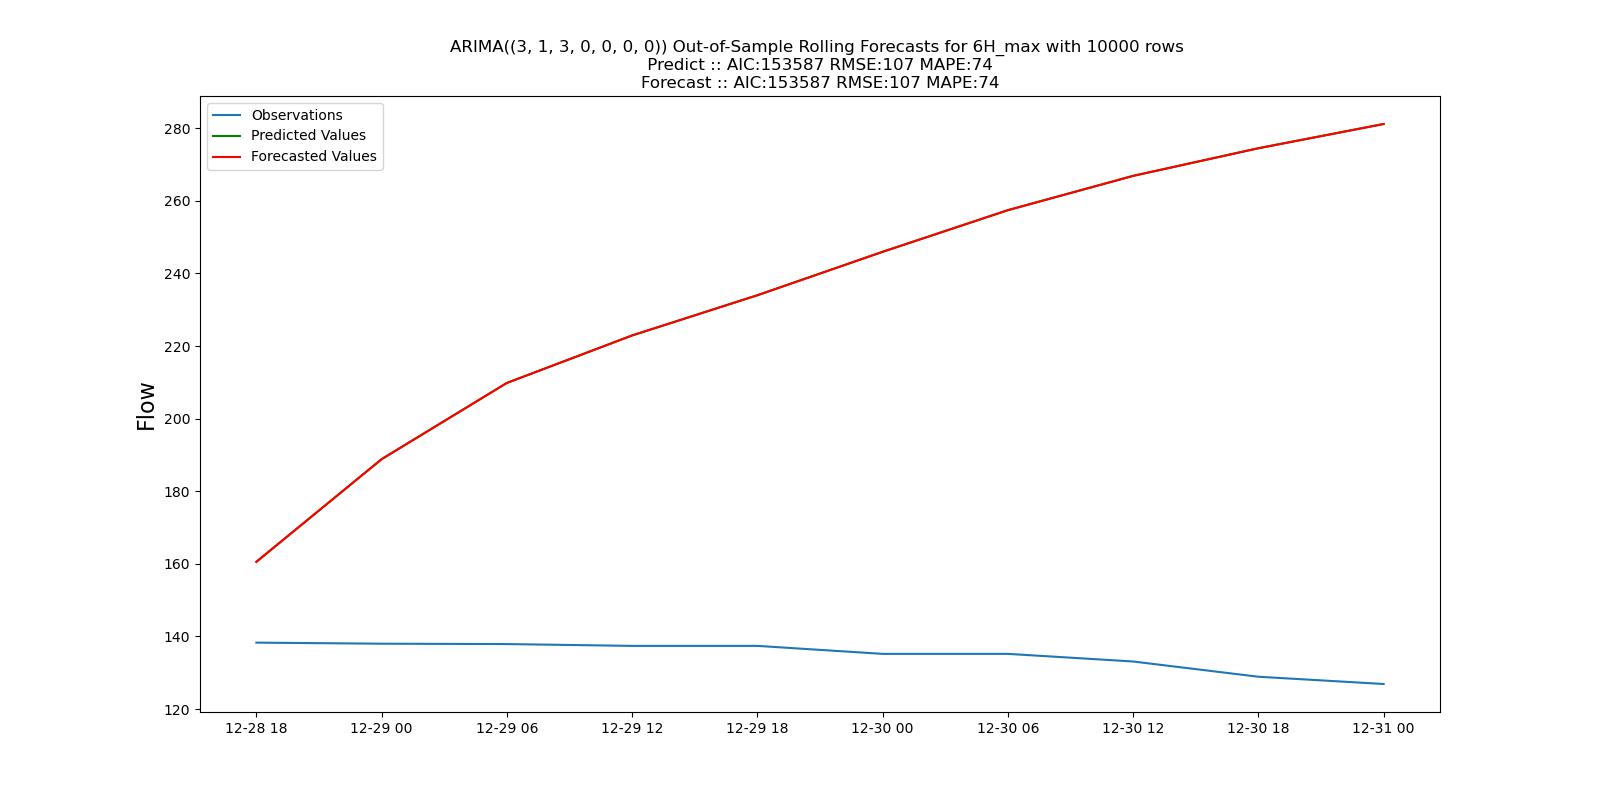 ARIMA((3, 1, 3, 0, 0, 0, 0)) Out-of-Sample Rolling Forecasts for 6H_max with 10000 rows
Predict :: AIC:153587 RMSE:107 MAPE:74
Forecast :: AIC:153587 RMSE:107 MAPE:74
Observations
Predicted Values
Forecasted Values
280
260
240
220
200
180
160
140
120
Flow
12-28 18
12-29 00
12-29 06
12-29 12
12-29 18
12-30 00
12-30 06
12-30 12
12-30 18
12-31 00